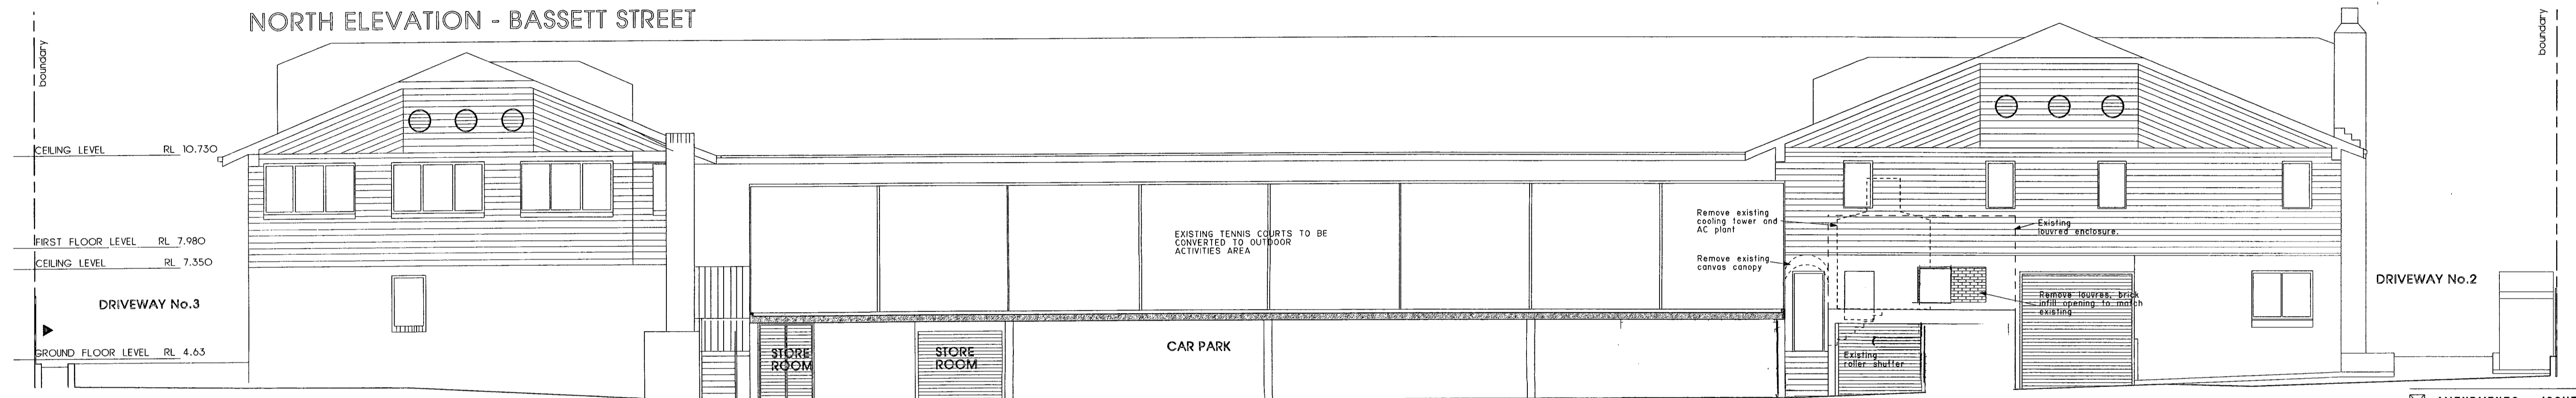 NORTH ELEVATION - BASSETT STREET
boundary
boundary
CEILING LEVEL RL 10.730
FIRST FLOOR LEVEL RL 7.980
CEILING LEVEL RL 7.350
DRIVEWAY No.3
GROUND FLOOR LEVEL RL 4.63
EXISTING TENNIS COURTS TO BE
CONVERTED TO OUTDOOR
ACTIVITIES AREA
STORE
ROOM
STORE
ROOM
CAR PARK
Remove existing
cooling tower and
AC plant
Remove existing
canvas canopy
Existing
louvred enclosure.
Remove louvres, brick
infill opening to match
existing
Existing
roller shutter
DRIVEWAY No.2